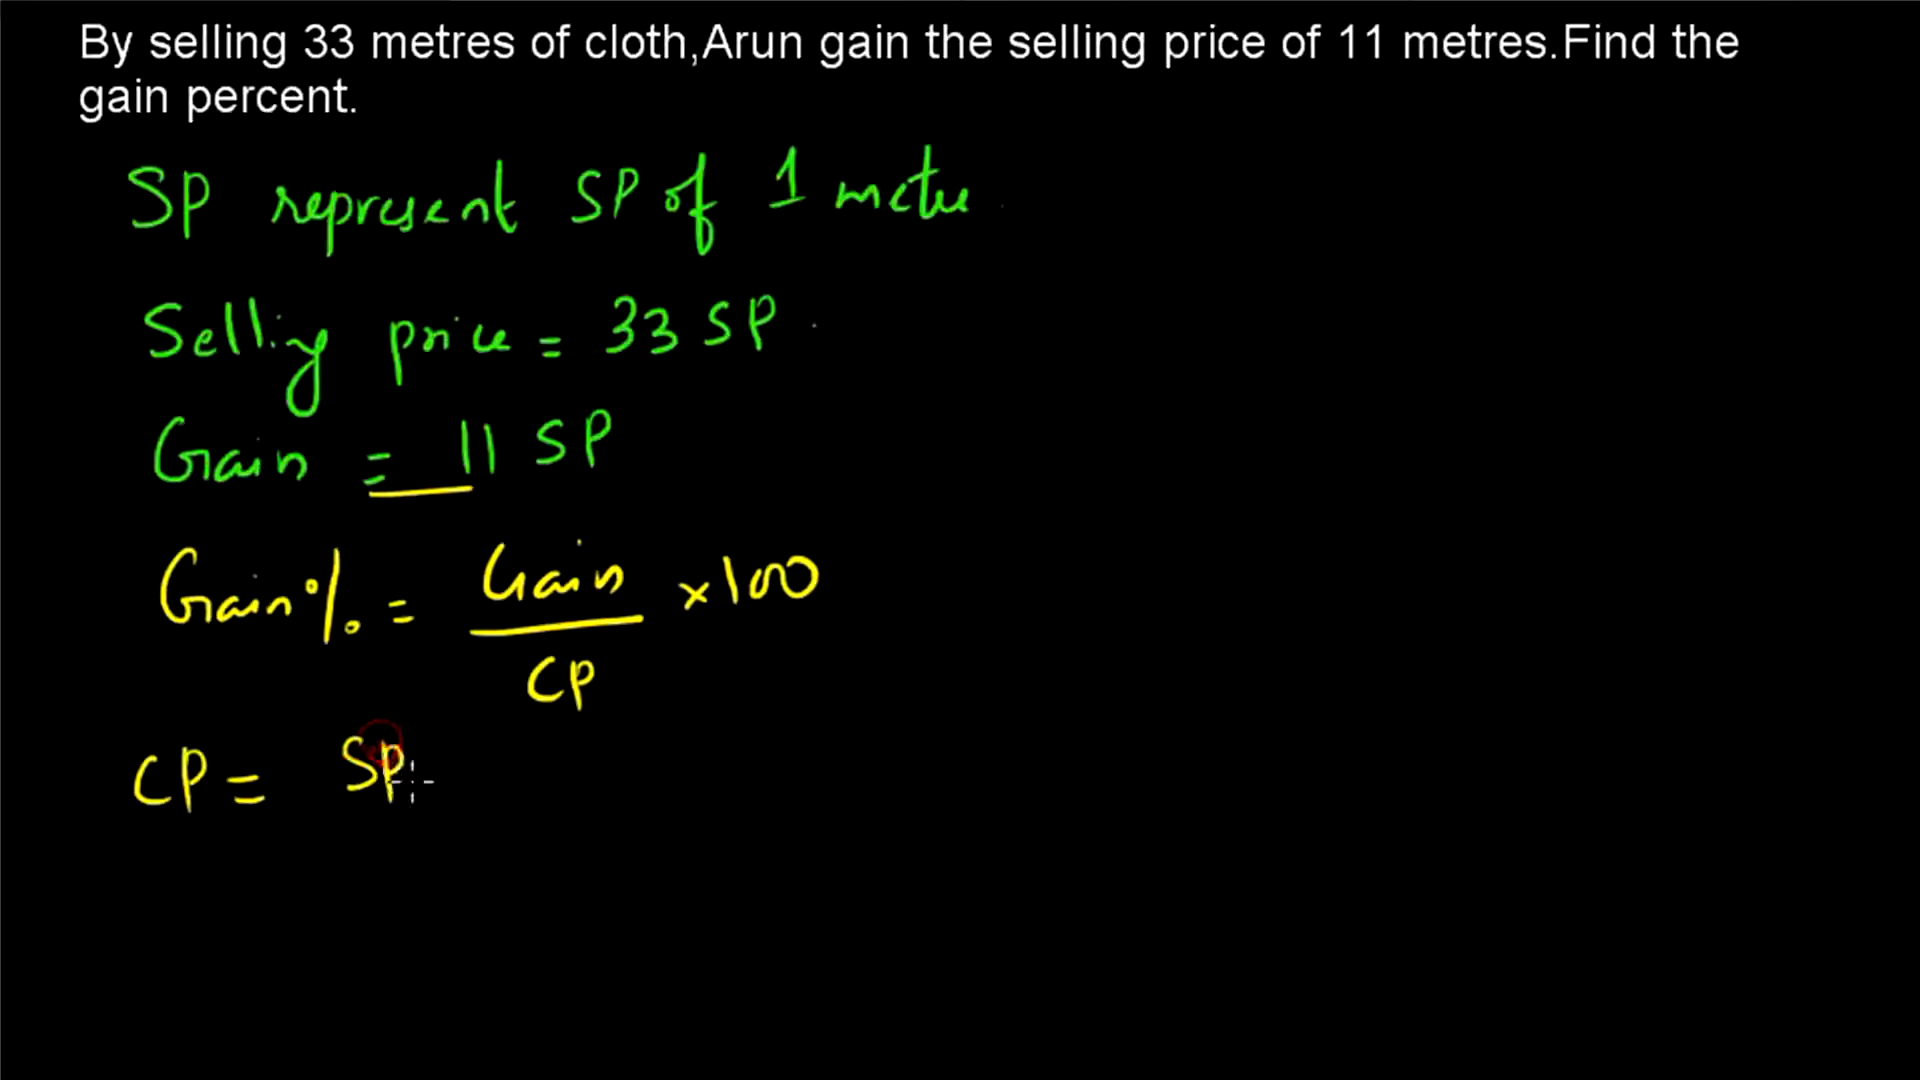 By selling 33 metres of cloth,Arun gain the selling price of 11 metres.Find the
gain percent.
SP represent SP of 1 metre
Selling price = 33 SP
Gain = 11 SP
Gain% = Gain/CP ×100
CP = SP